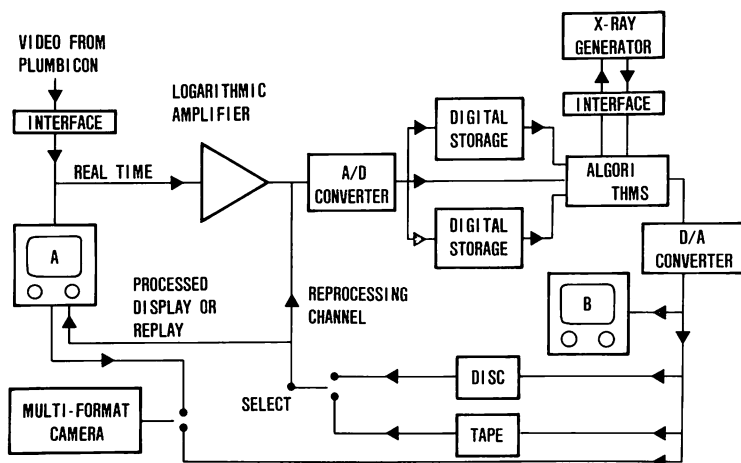 X-RAY
GENERATOR
VIDEO FROM
PLUMBICON
LOGARITHMIC
AMPLIFIER
INTERFACE
INTERFACE
DIGITAL
STORAGE
REAL TIME
A/D
CONVERTER
ALGORI
THMS
DIGITAL
STORAGE
D/A
CONVERTER
A
PROCESSED
DISPLAY OR
REPLAY
REPROCESSING
CHANNEL
B
DISC
SELECT
MULTI-FORMAT
CAMERA
TAPE